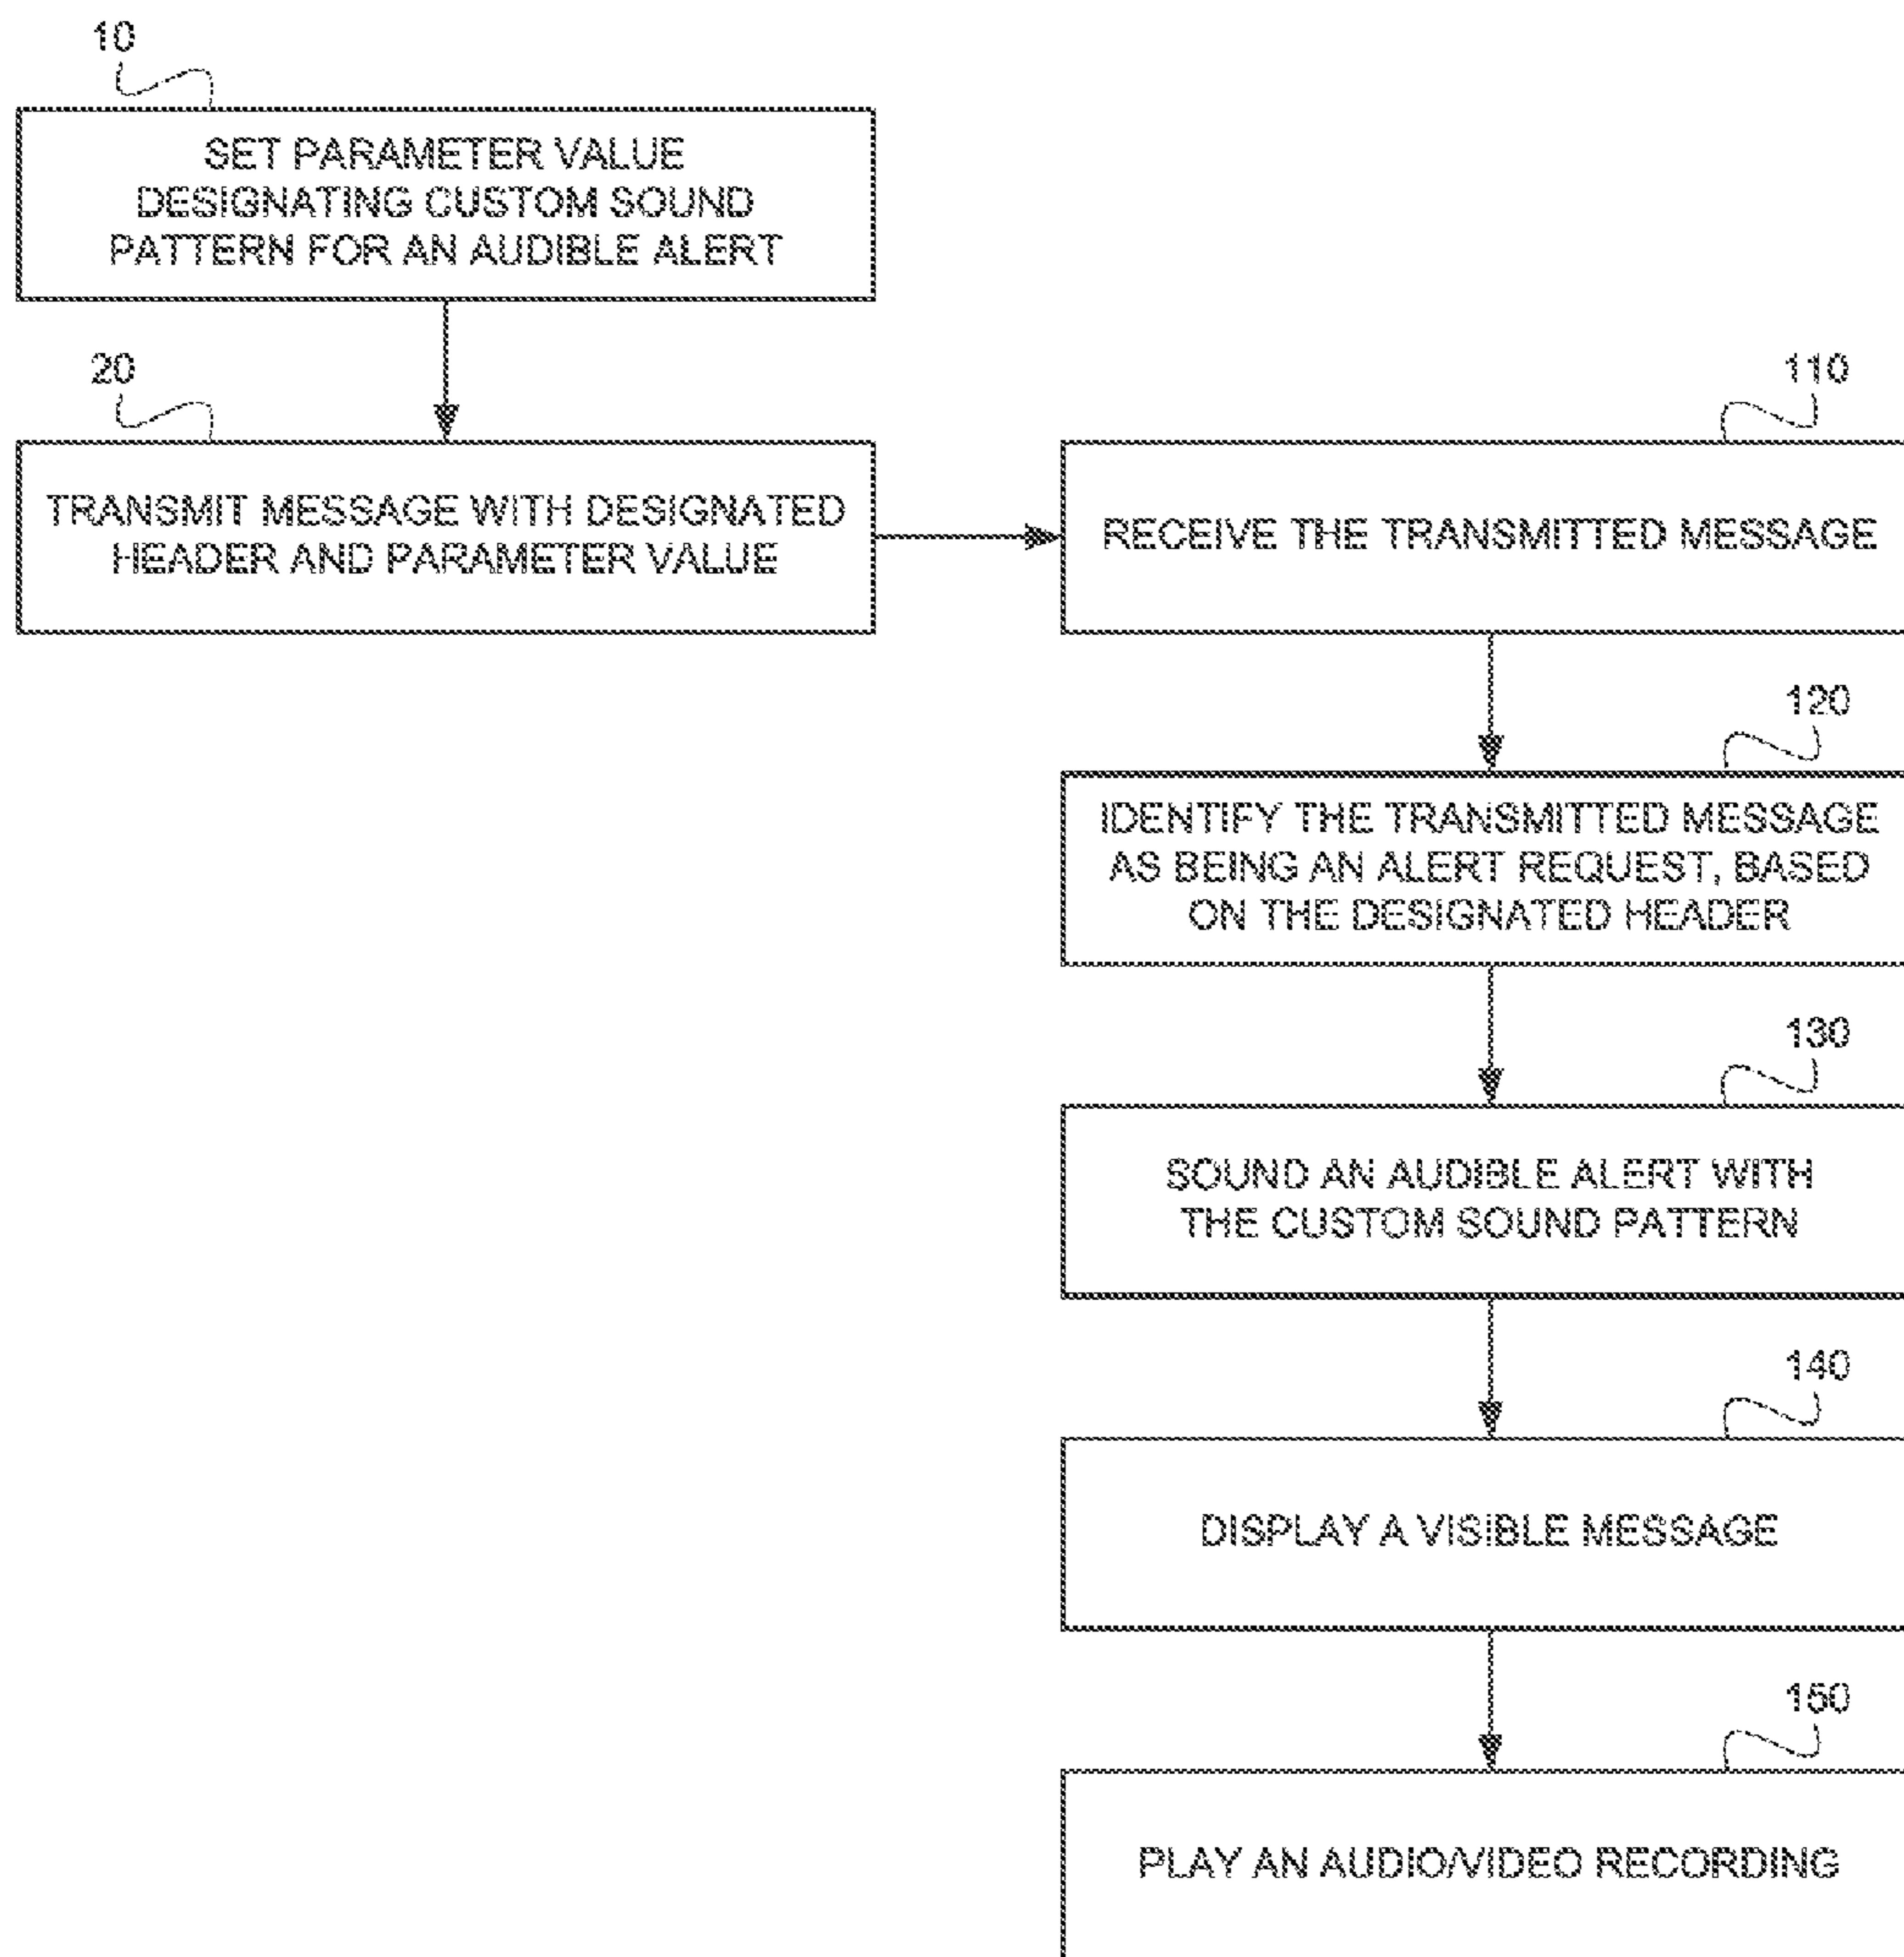 10
SET PARAMETER VALUE
DESIGNATING CUSTOM SOUND
PATTERN FOR AN AUDIBLE ALERT
20
TRANSMIT MESSAGE WITH DESIGNATED
HEADER AND PARAMETER VALUE
110
RECEIVE THE TRANSMITTED MESSAGE
120
IDENTIFY THE TRANSMITTED MESSAGE
AS BEING AN ALERT REQUEST, BASED
ON THE DESIGNATED HEADER
130
SOUND AN AUDIBLE ALERT WITH
THE CUSTOM SOUND PATTERN
140
DISPLAY A VISIBLE MESSAGE
150
PLAY AN AUDIO/VIDEO RECORDING